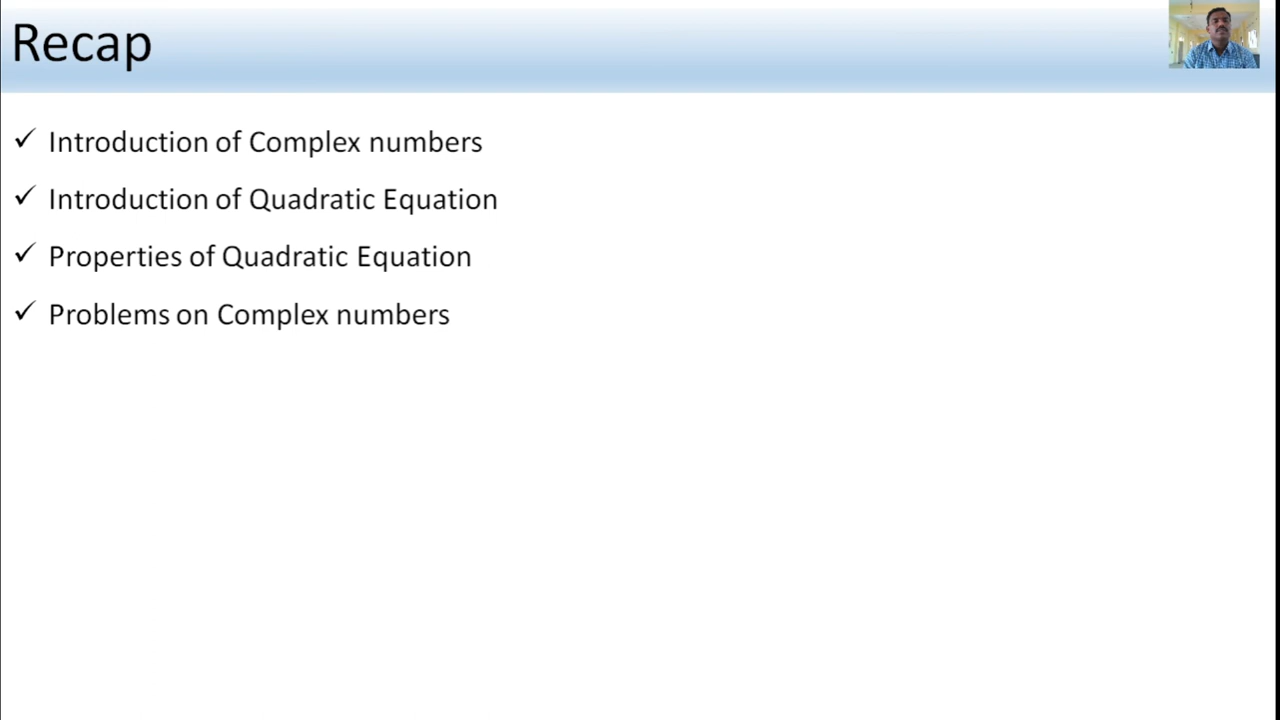 Recap
✓ Introduction of Complex numbers
✓ Introduction of Quadratic Equation
✓ Properties of Quadratic Equation
✓ Problems on Complex numbers